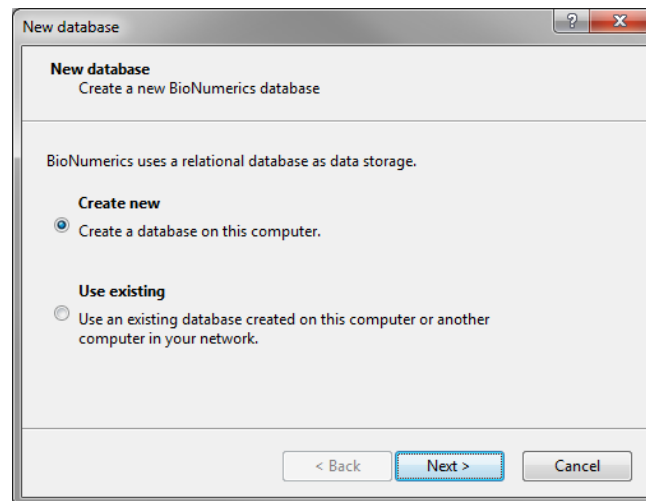 New database
?
New database
Create a new BioNumerics database
BioNumerics uses a relational database as data storage.
Create new
Create a database on this computer.
Use existing
Use an existing database created on this computer or another
computer in your network.
< Back
Next >
Cancel